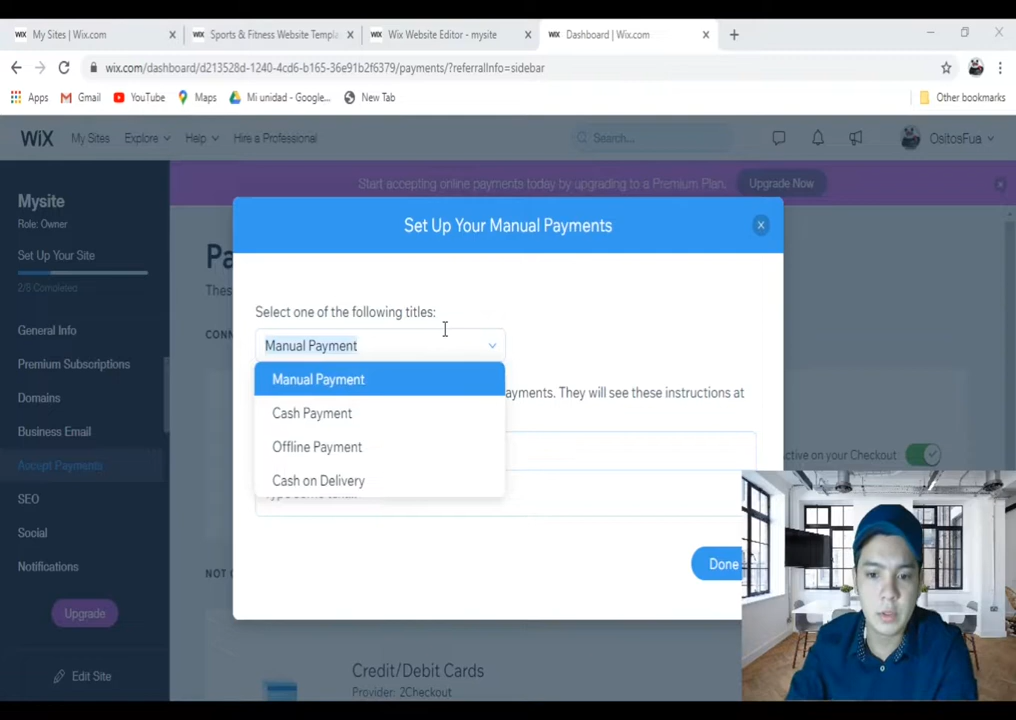 My Sites | Wix.com
Sports & Fitness Website Templa
Wix Website Editor - mysite
Dashboard | Wix.com
wix.com/dashboard/d213528d-1240-4cd6-b165-36e91b2f6379/payments/?referralInfo=sidebar
Apps
Gmail
YouTube
Maps
Mi unidad - Google...
New Tab
Other bookmarks
WiX
My Sites
Explore
Help
Hire a Professional
Search...
OsitosFua
Start accepting online payments today by upgrading to a Premium Plan.
Upgrade Now
Mysite
Role: Owner
Set Up Your Site
2/8 Completed
General Info
Premium Subscriptions
Domains
Business Email
Accept Payments
SEO
Social
Notifications
Upgrade
Edit Site
Pa
These
CONN
Set Up Your Manual Payments
Select one of the following titles:
Manual Payment
Manual Payment
Cash Payment
Offline Payment
Cash on Delivery
ayments. They will see these instructions at
Done
ctive on your Checkout:
NOT C
Credit/Debit Cards
Provider: 2Checkout